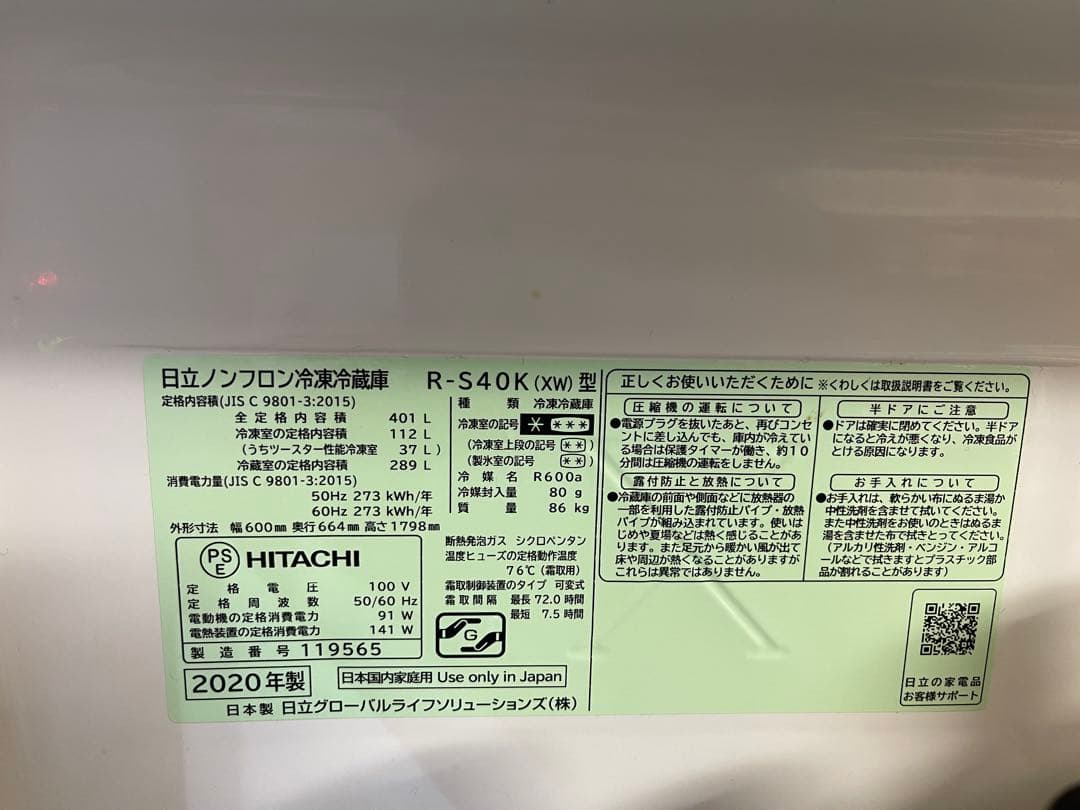 日立ノンフロン冷凍冷蔵庫 R-S40K(XW)型
定格内容積(JIS C 9801-3:2015)
全定格内容積 401 L
冷凍室の定格内容積 112 L
(うちツースター性能冷凍室 37 L)
冷蔵室の定格内容積 289 L
消費電力量(JIS C 9801-3:2015)
50Hz 273 kWh/年
60Hz 273 kWh/年
外形寸法 幅600mm 奥行664mm 高さ1798mm
種類 冷凍冷蔵庫
冷凍室の記号 * ***
(冷凍室上段の記号 **)
(製氷室の記号 **)
冷媒名 R600a
冷媒封入量 80 g
質量 86 kg
PS
E
HITACHI
定格電圧 100 V
定格周波数 50/60 Hz
電動機の定格消費電力 91 W
電熱装置の定格消費電力 141 W
製造番号 119565
断熱発泡ガス シクロペンタン
温度ヒューズの定格動作温度
76℃(霜取用)
霜取制御装置のタイプ 可変式
霜取間隔 最長 72.0 時間
最短 7.5 時間
G
2020年製
日本国内家庭用 Use only in Japan
日本製 日立グローバルライフソリューションズ(株)
正しくお使いいただくために ※くわしくは取扱説明書をご覧ください。
圧縮機の運転について
●電源プラグを抜いたあと、再びコンセ
ントに差し込んでも、庫内が冷えてい
る場合は保護タイマーが働き、約10
分間は圧縮機の運転をしません。
露付防止と放熱について
●冷蔵庫の前面や側面などに放熱器の
一部を利用した露付防止パイプ・放熱
パイプが組み込まれています。使いは
じめや夏場などは熱く感じることがあ
ります。また足元から暖かい風が出て
床や周辺が熱くなることがありますが
これらは異常ではありません。
半ドアにご注意
●ドアは確実に閉めてください。半ドア
になると冷えが悪くなり、冷凍食品が
とける原因になります。
お手入れについて
●お手入れは、軟らかい布にぬるま湯か
中性洗剤を含ませて拭いてください。
また中性洗剤をお使いのときはぬるま
湯を含ませた布で拭きとってください。
(アルカリ性洗剤・ベンジン・アルコ
ールなどで拭きますとプラスチック部
品が割れることがあります)
日立の家電品
お客様サポート